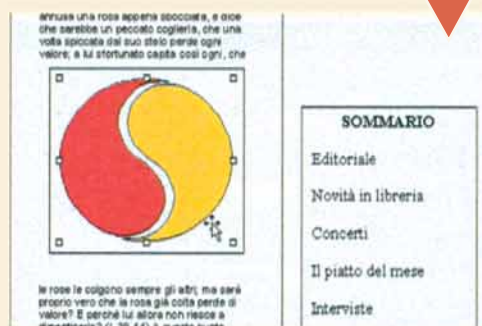 annusa una rosa appena sbocciata, e dice
che sarebbe un peccato coglierla, che una
volta spiccata dal suo stelo perde ogni
valore; a lui sfortunato capita così ogni, che
le rose le colgono sempre gli altri, ma sarà
proprio vero che la rosa già colta perde di
valore? E perchè lui allora non riesce a
SOMMARIO
Editoriale
Novità in libreria
Concerti
Il piatto del mese
Interviste